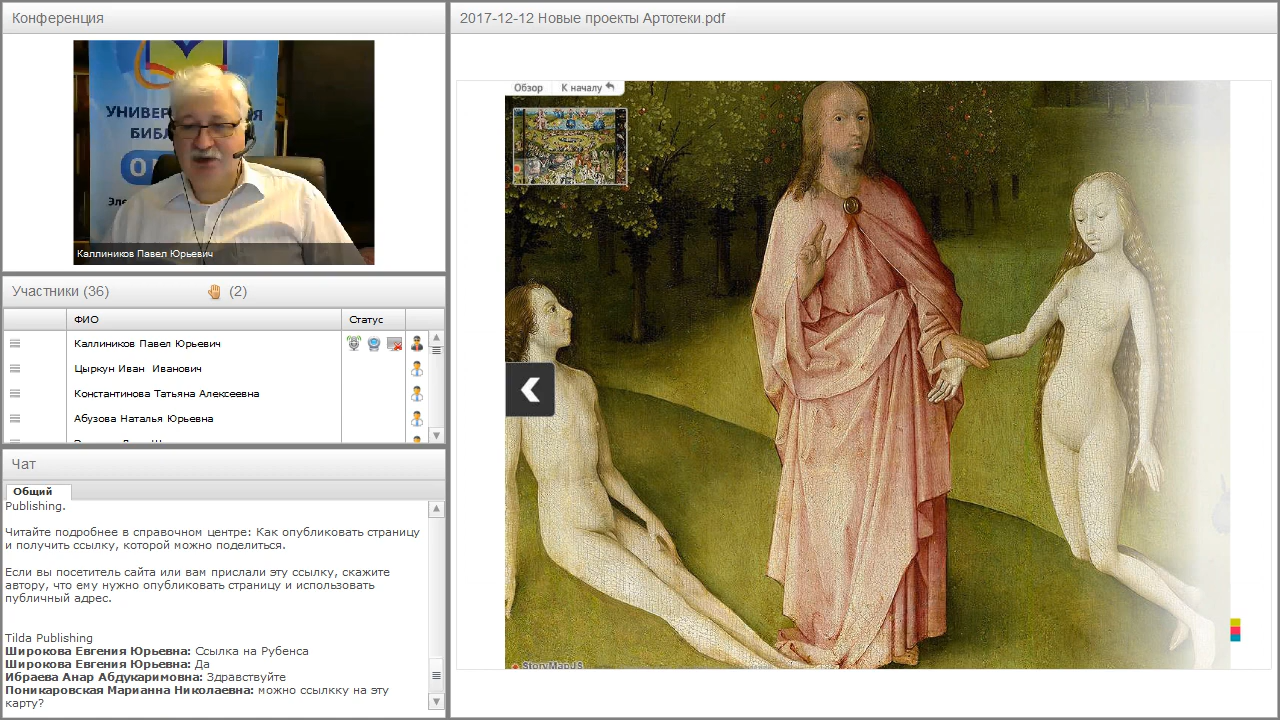 Конференция
УНИВЕР
АЯ
БИБЛ
Каллиников Павел Юрьевич
Участники (36)
(2)
ФИО
Статус
Каллиников Павел Юрьевич
Цыркун Иван Иванович
Константинова Татьяна Алексеевна
Абузова Наталья Юрьевна
Чат
Общий
Publishing.
Читайте подробнее в справочном центре: Как опубликовать страницу
и получить ссылку, которой можно поделиться.
Если вы посетитель сайта или вам прислали эту ссылку, скажите
автору, что ему нужно опубликовать страницу и использовать
публичный адрес.
Tilda Publishing
Широкова Евгения Юрьевна: Ссылка на Рубенса
Широкова Евгения Юрьевна: Да
Ибраева Анар Абдукаримовна: Здравствуйте
Поникаровская Марианна Николаевна: можно ссылкку на эту
карту?
2017-12-12 Новые проекты Артотеки.pdf
Обзор
К началу
StoryMapJS